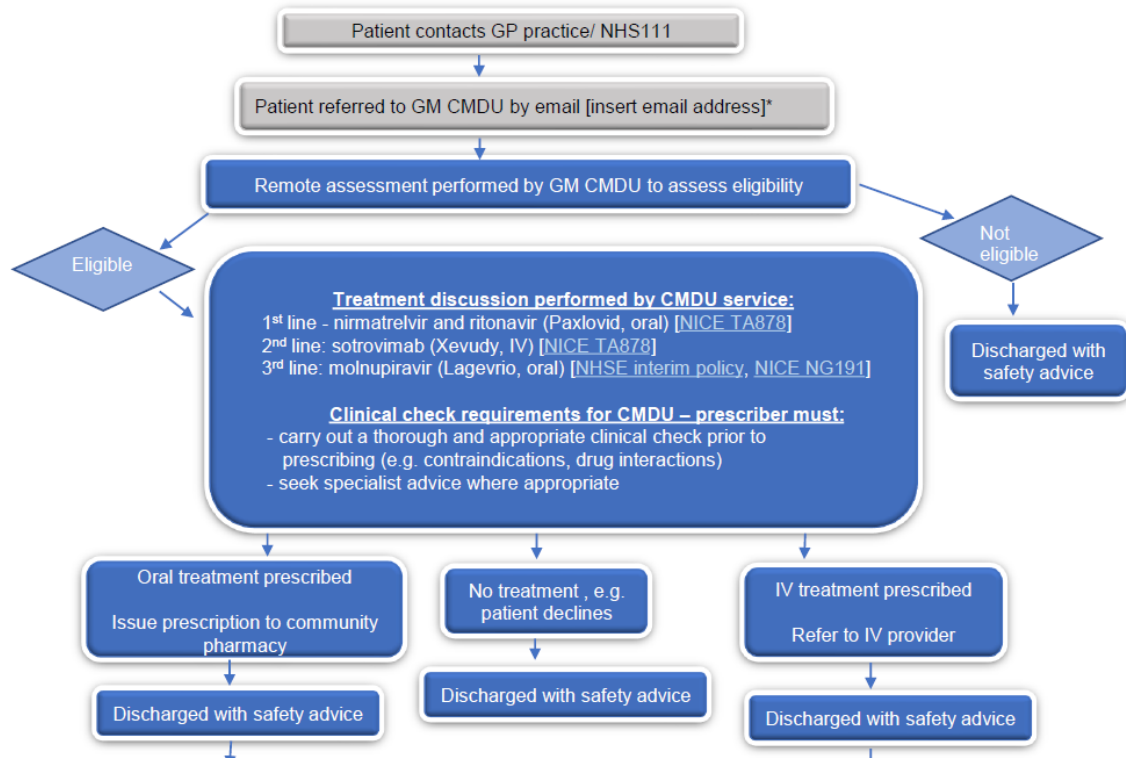 Patient contacts GP practice/ NHS111
Patient referred to GM CMDU by email [insert email address]*
Remote assessment performed by GM CMDU to assess eligibility
Eligible
Not
eligible
Treatment discussion performed by CMDU service:
1st line - nirmatrelvir and ritonavir (Paxlovid, oral) [NICE TA878]
2nd line: sotrovimab (Xevudy, IV) [NICE TA878]
3rd line: molnupiravir (Lagevrio, oral) [NHSE interim policy, NICE NG191]
Clinical check requirements for CMDU – prescriber must:
- carry out a thorough and appropriate clinical check prior to
prescribing (e.g. contraindications, drug interactions)
- seek specialist advice where appropriate
Discharged with
safety advice
Oral treatment prescribed
Issue prescription to community
pharmacy
No treatment , e.g.
patient declines
IV treatment prescribed
Refer to IV provider
Discharged with safety advice
Discharged with safety advice
Discharged with safety advice